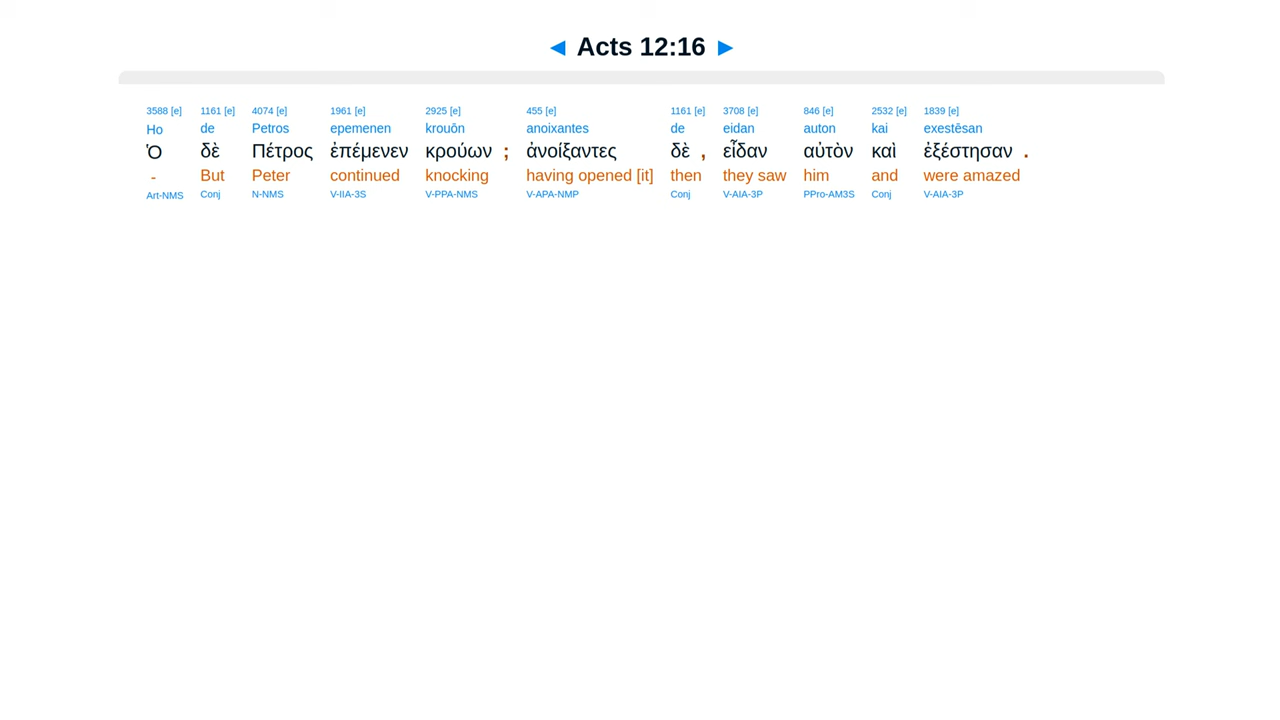 ◄ Acts 12:16 ►
3588 [e] 1161 [e] 4074 [e] 1961 [e] 2925 [e] 455 [e] 1161 [e] 3708 [e] 846 [e] 2532 [e] 1839 [e]
Ho de Petros epemenen krouōn anoixantes de eidan auton kai exestēsan
Ὁ δὲ Πέτρος ἐπέμενεν κρούων ; ἀνοίξαντες δὲ , εἶδαν αὐτὸν καὶ ἐξέστησαν .
- But Peter continued knocking having opened [it] then they saw him and were amazed
Art-NMS Conj N-NMS V-IIA-3S V-PPA-NMS V-APA-NMP Conj V-AIA-3P PPro-AM3S Conj V-AIA-3P